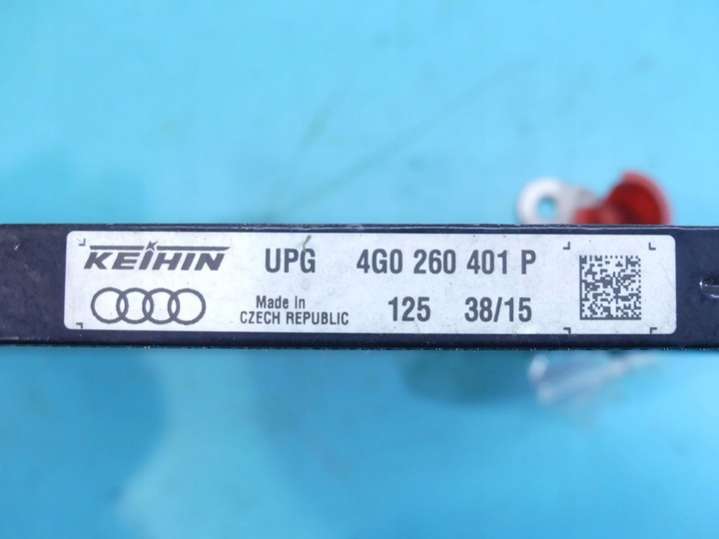 KEIHIN UPG 4G0 260 401 P
Made In
CZECH REPUBLIC 125 38/15